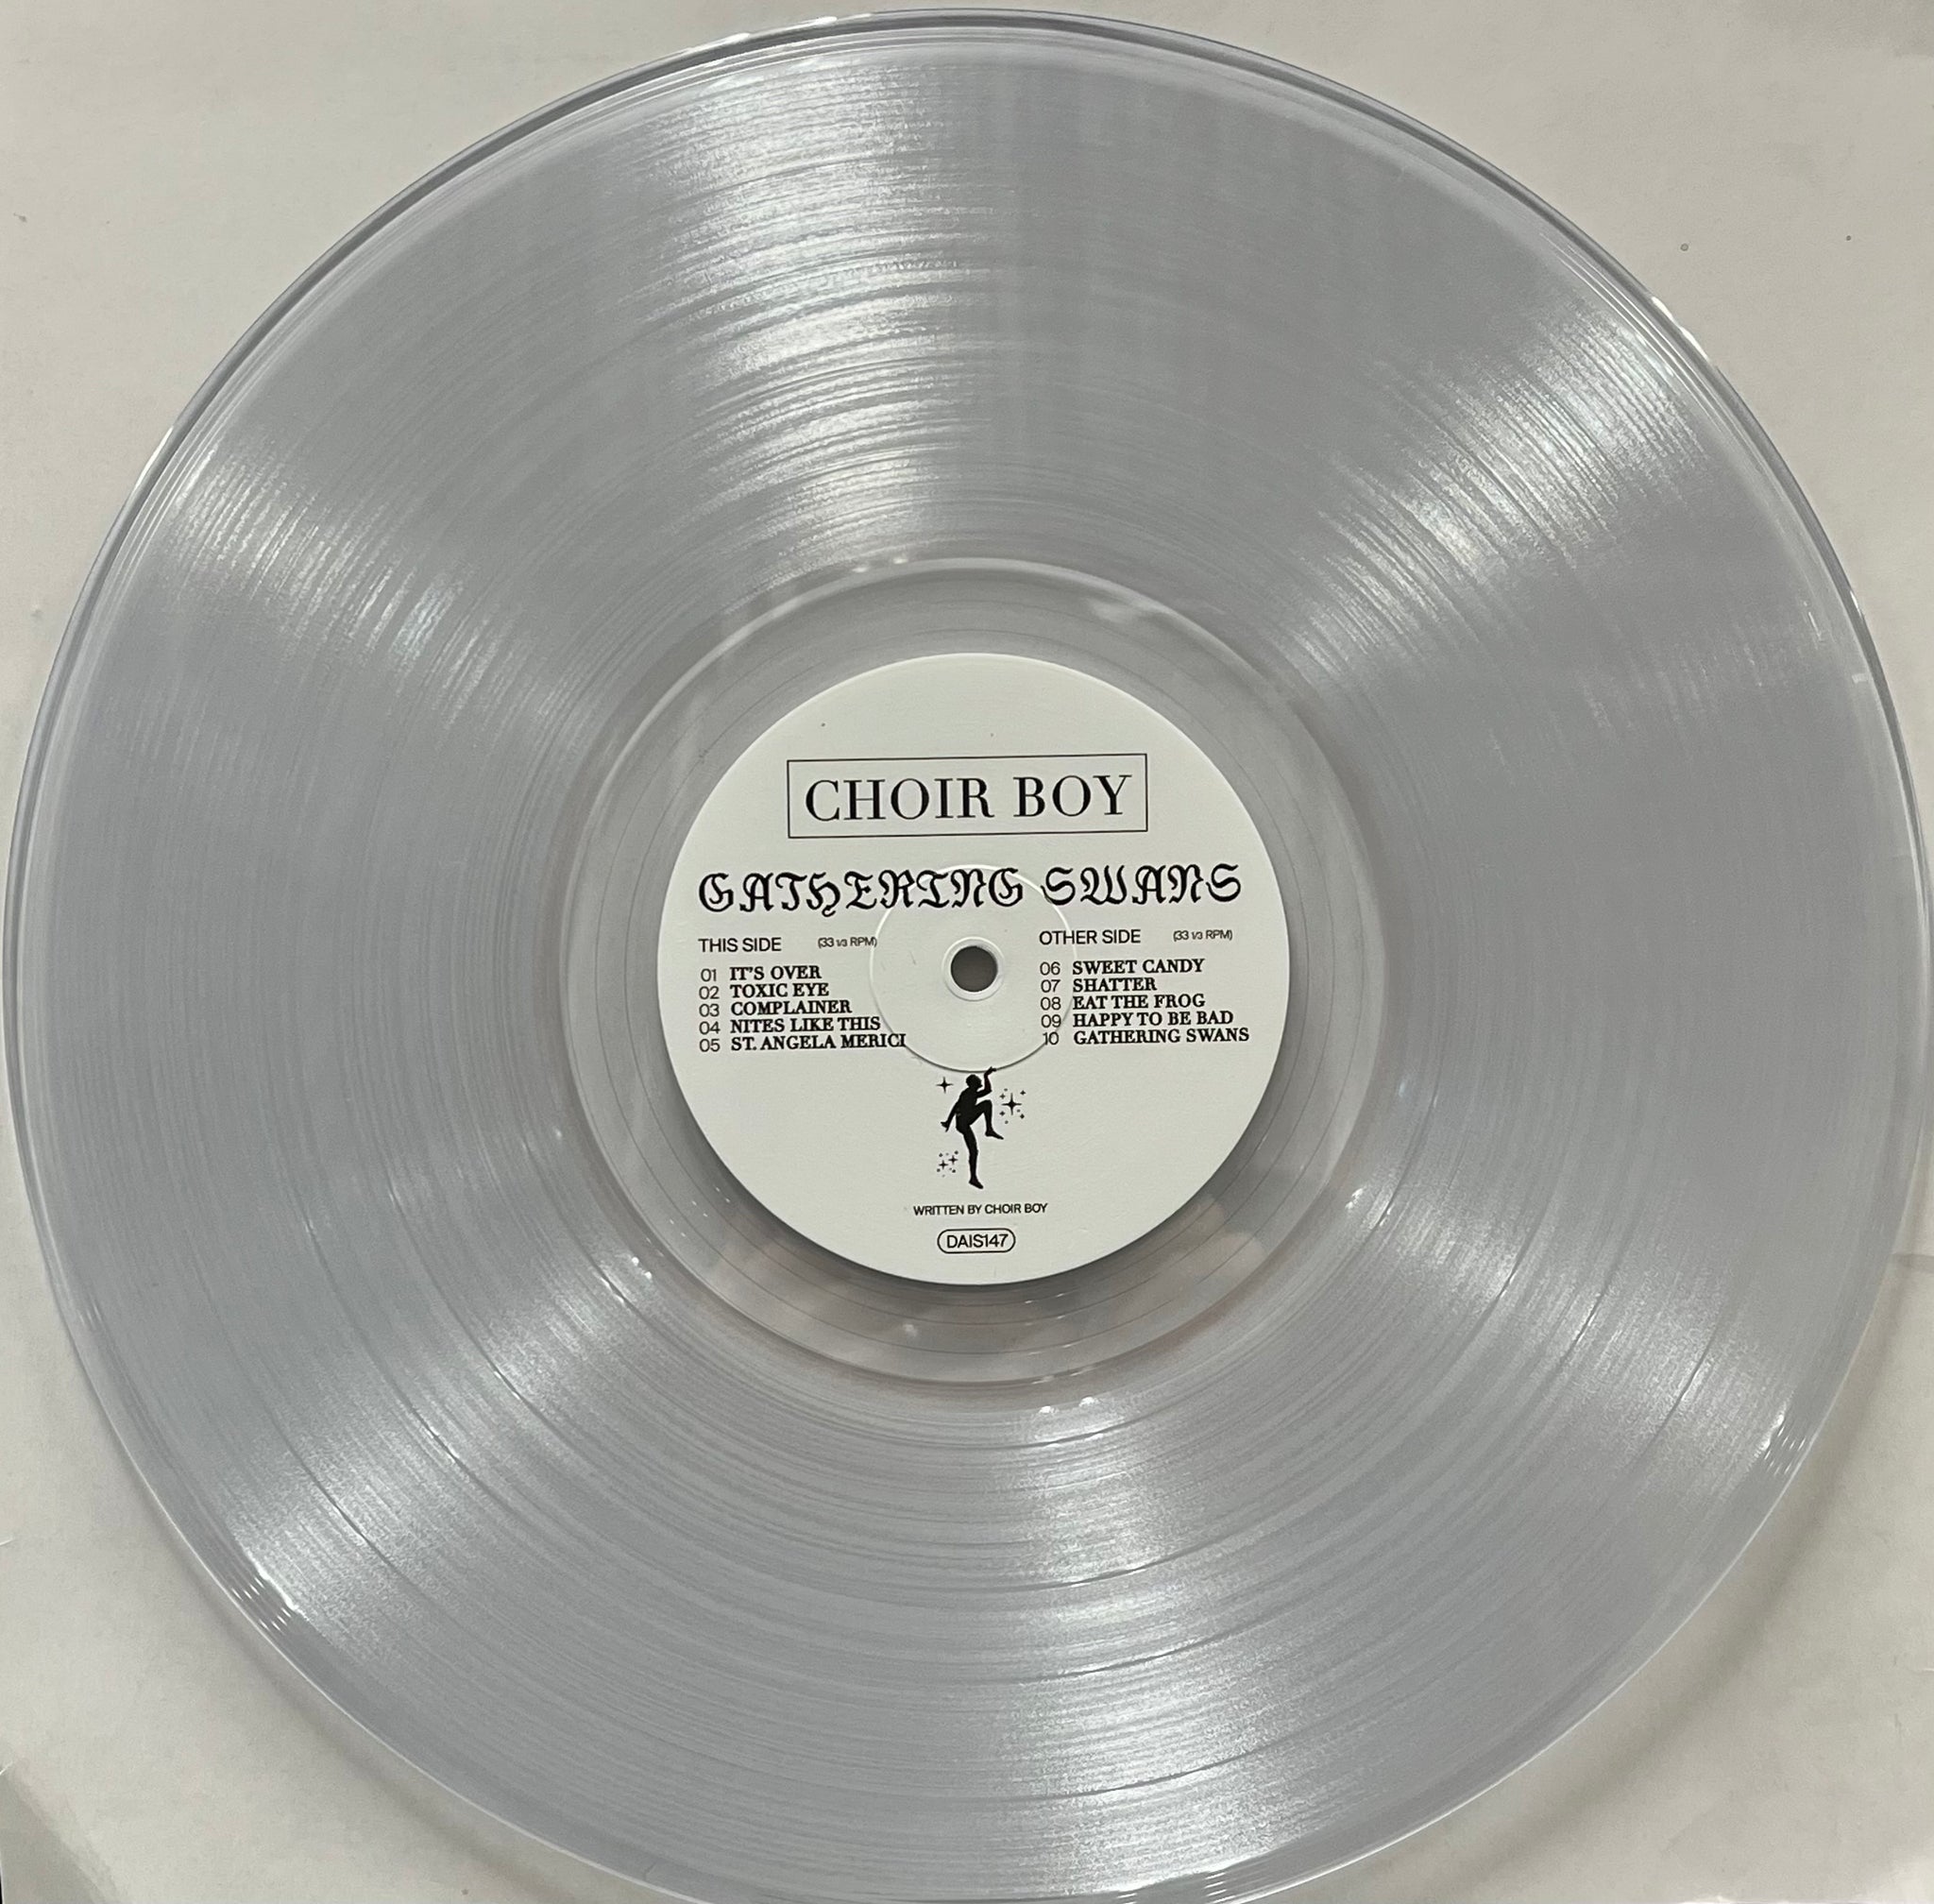 CHOIR BOY
GATHERING SWANS
THIS SIDE (33 1/3 RPM)
01 IT'S OVER
02 TOXIC EYE
03 COMPLAINER
04 NITES LIKE THIS
05 ST. ANGELA MERICI
OTHER SIDE (33 1/3 RPM)
06 SWEET CANDY
07 SHATTER
08 EAT THE FROG
09 HAPPY TO BE BAD
10 GATHERING SWANS
WRITTEN BY CHOIR BOY
DAIS147